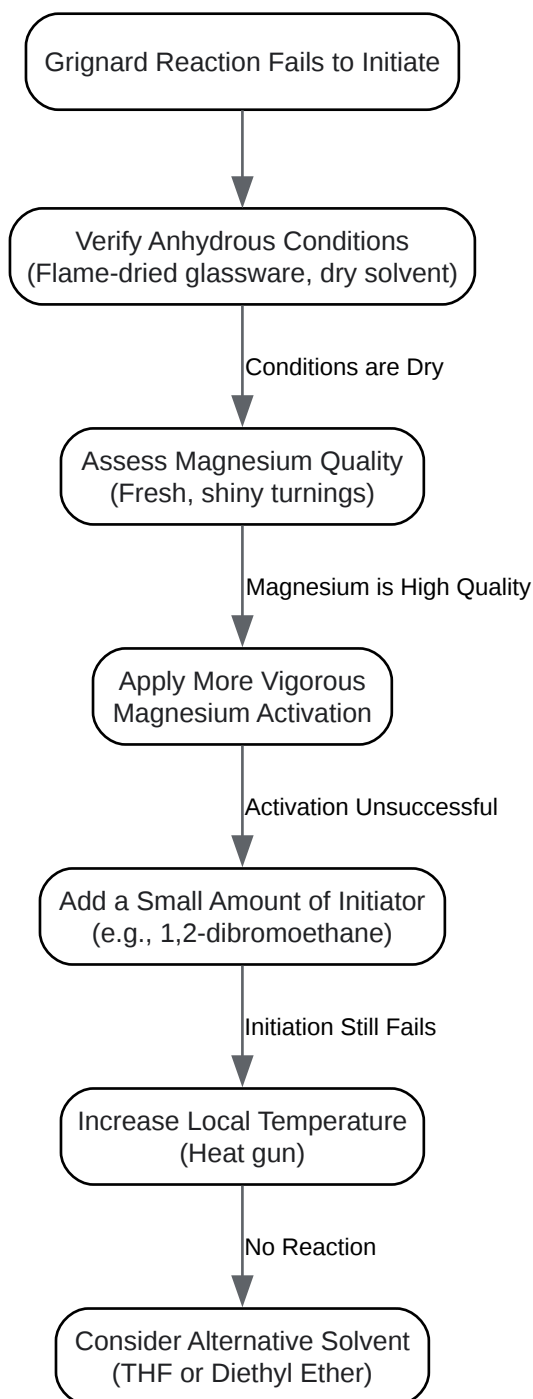 Grignard Reaction Fails to Initiate
Verify Anhydrous Conditions
(Flame-dried glassware, dry solvent)
Conditions are Dry
Assess Magnesium Quality
(Fresh, shiny turnings)
Magnesium is High Quality
Apply More Vigorous
Magnesium Activation
Activation Unsuccessful
Add a Small Amount of Initiator
(e.g., 1,2-dibromoethane)
Initiation Still Fails
Increase Local Temperature
(Heat gun)
No Reaction
Consider Alternative Solvent
(THF or Diethyl Ether)